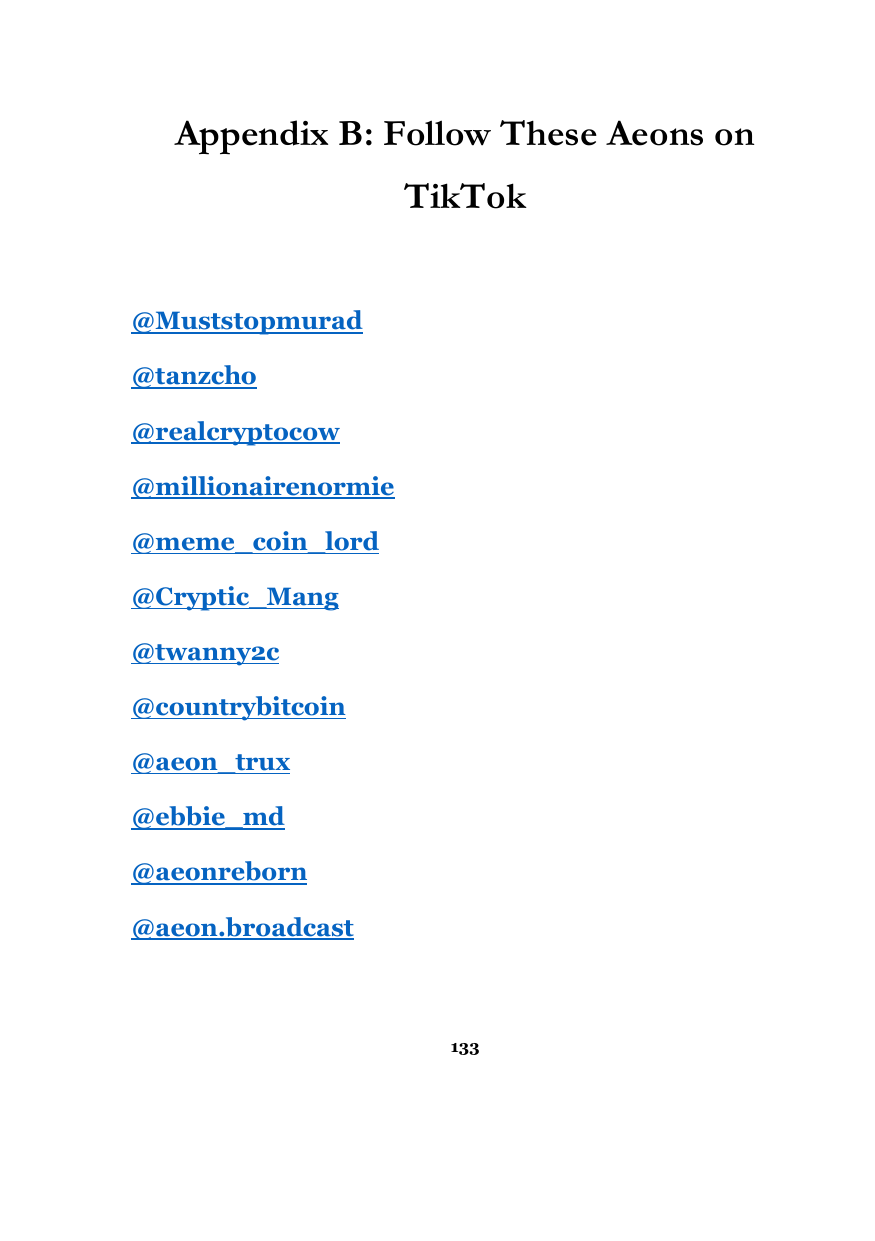 Appendix B: Follow These Aeons on
TikTok
@Muststopmurad
@tanzcho
@realcryptocow
@millionairenormie
@meme_coin_lord
@Cryptic_Mang
@twanny2c
@countrybitcoin
@aeon_trux
@ebbie_md
@aeonreborn
@aeon.broadcast
133